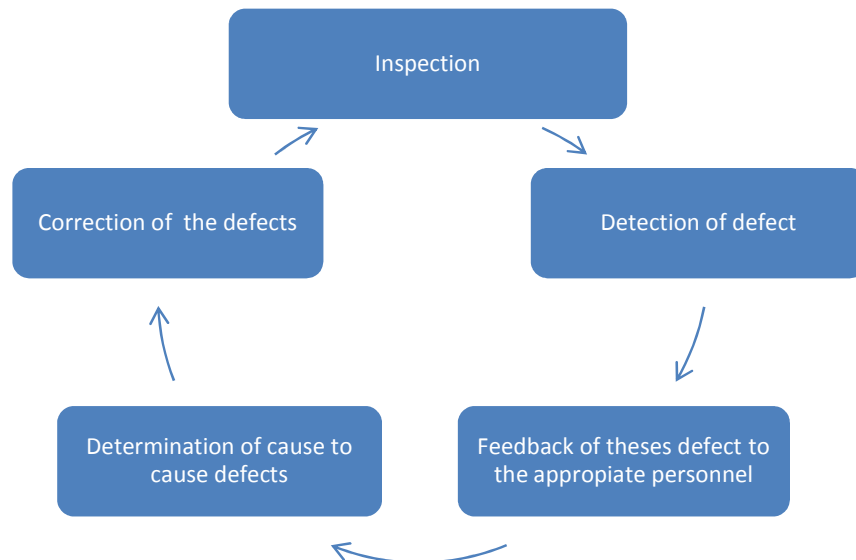 Inspection
Correction of the defects
Detection of defect
Determination of cause to
cause defects
Feedback of theses defect to
the appropiate personnel